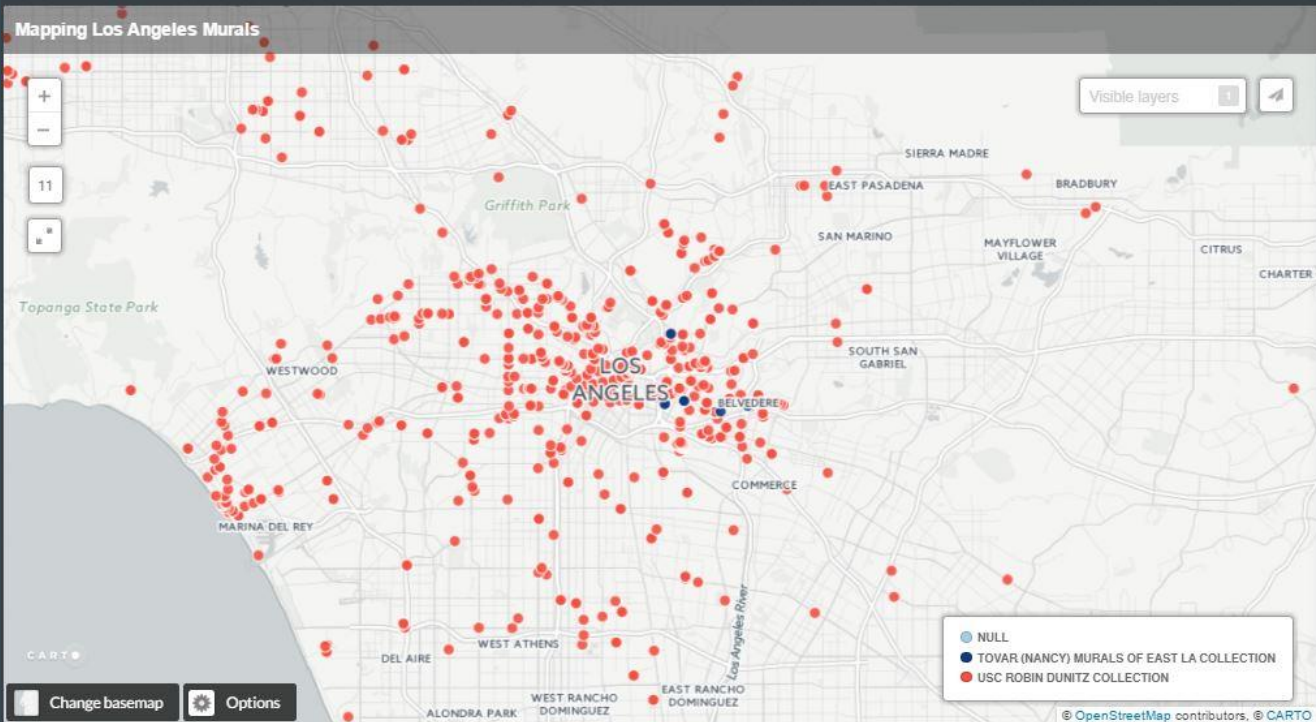 Mapping Los Angeles Murals
+
−
11
Visible layers 1
SIERRA MADRE
EAST PASADENA
BRADBURY
Griffith Park
SAN MARINO
MAYFLOWER
VILLAGE
CITRUS
CHARTER
Topanga State Park
WESTWOOD
LOS
ANGELES
SOUTH SAN
GABRIEL
BELVEDERE
COMMERCE
MARINA DEL REY
Los Angeles River
WEST ATHENS
DEL AIRE
WEST RANCHO
DOMINGUEZ
EAST RANCHO
DOMINGUEZ
ALONDRA PARK
CARTO
NULL
TOVAR (NANCY) MURALS OF EAST LA COLLECTION
USC ROBIN DUNITZ COLLECTION
Change basemap
Options
© OpenStreetMap contributors, © CARTO